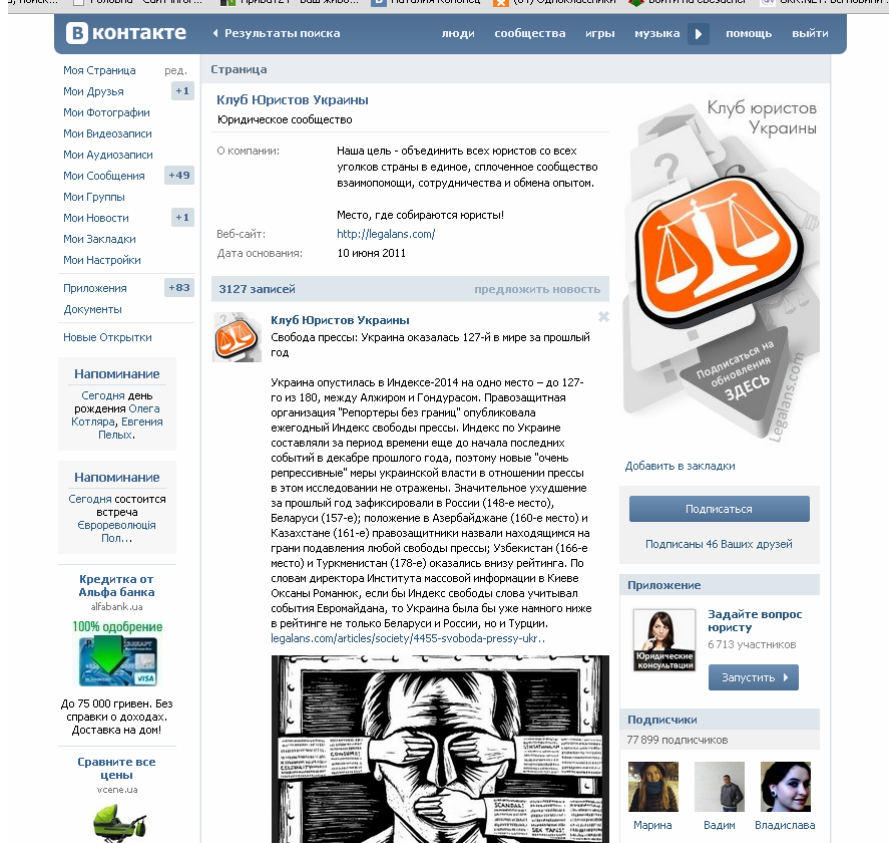 В контакте
Результаты поиска
люди
сообщества
игры
музыка
помощь
выйти
Моя Страница
ред.
Мои Друзья
+1
Мои Фотографии
Мои Видеозаписи
Мои Аудиозаписи
Мои Сообщения
+49
Мои Группы
Мои Новости
+1
Мои Закладки
Мои Настройки
Приложения
+83
Документы
Новые Открытки
Напоминание
Сегодня день
рождения Олега
Котляра, Евгения
Пелых.
Напоминание
Сегодня состоится
встреча
Єврореволюція
Пол...
Кредитка от
Альфа банка
alfabank.ua
100% одобрение
VISA
До 75 000 гривен. Без
справки о доходах.
Доставка на дом!
Сравните все
цены
vcene.ua
Страница
Клуб Юристов Украины
Юридическое сообщество
О компании:
Наша цель - объединить всех юристов со всех
уголков страны в единое, сплоченное сообщество
взаимопомощи, сотрудничества и обмена опытом.
Место, где собираются юристы!
Веб-сайт:
http://legalans.com/
Дата основания:
10 июня 2011
3127 записей
предложить новость
Клуб Юристов Украины
Свобода прессы: Украина оказалась 127-й в мире за прошлый
год
Украина опустилась в Индексе-2014 на одно место – до 127-
го из 180, между Алжиром и Гондурасом. Правозащитная
организация "Репортеры без границ" опубликовала
ежегодный Индекс свободы прессы. Индекс по Украине
составляли за период времени еще до начала последних
событий в декабре прошлого года, поэтому новые "очень
репрессивные" меры украинской власти в отношении прессы
в этом исследовании не отражены. Значительное ухудшение
за прошлый год зафиксировали в России (148-е место),
Беларуси (157-е); положение в Азербайджане (160-е место) и
Казахстане (161-е) правозащитники назвали находящимся на
грани подавления любой свободы прессы; Узбекистан (166-е
место) и Туркменистан (178-е) оказались внизу рейтинга. По
словам директора Института массовой информации в Киеве
Оксаны Романюк, если бы Индекс свободы слова учитывал
события Евромайдана, то Украина была бы уже намного ниже
в рейтинге не только Беларуси и России, но и Турции.
legalans.com/articles/society/4455-svoboda-pressy-ukr..
SCANDAL!
SEX TAPES!
Клуб юристов
Украины
Подписаться на
обновления
ЗДЕСЬ
Legalans.com
Добавить в закладки
Подписаться
Подписаны 46 Ваших друзей
Приложение
Задайте вопрос
юристу
6 713 участников
Юридические
консультации
Запустить
Подписчики
77 899 подписчиков
Марина
Вадим
Владислава